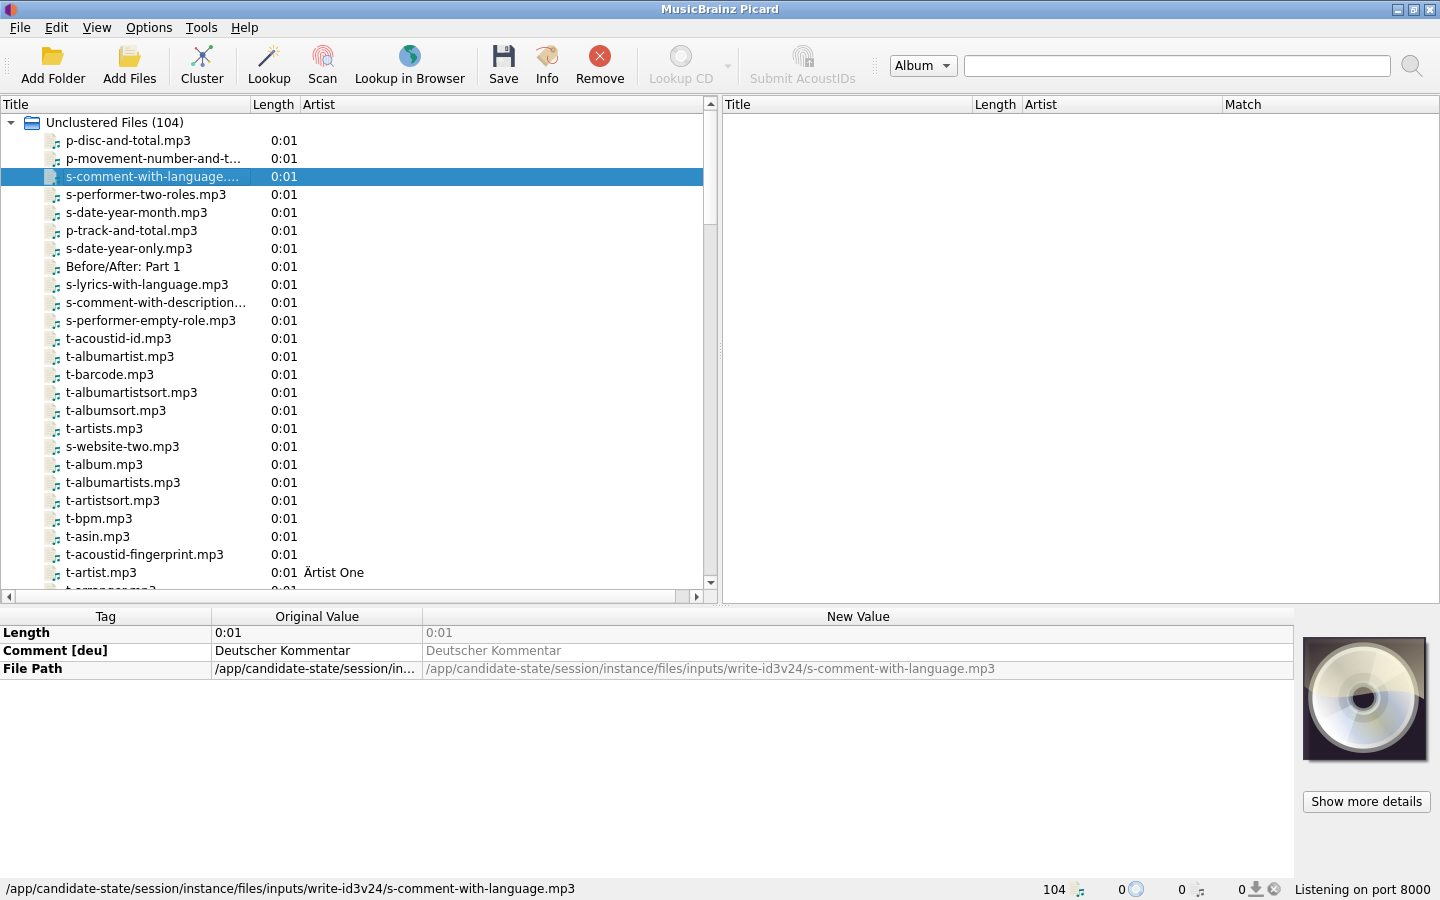 MusicBrainz Picard
File Edit View Options Tools Help
Add Folder Add Files Cluster Lookup Scan Lookup in Browser Save Info Remove Lookup CD Submit AcoustIDs Album
Title Length Artist
Unclustered Files (104)
p-disc-and-total.mp3 0:01
p-movement-number-and-t... 0:01
s-comment-with-language.... 0:01
s-performer-two-roles.mp3 0:01
s-date-year-month.mp3 0:01
p-track-and-total.mp3 0:01
s-date-year-only.mp3 0:01
Before/After: Part 1 0:01
s-lyrics-with-language.mp3 0:01
s-comment-with-description... 0:01
s-performer-empty-role.mp3 0:01
t-acoustid-id.mp3 0:01
t-albumartist.mp3 0:01
t-barcode.mp3 0:01
t-albumartistsort.mp3 0:01
t-albumsort.mp3 0:01
t-artists.mp3 0:01
s-website-two.mp3 0:01
t-album.mp3 0:01
t-albumartists.mp3 0:01
t-artistsort.mp3 0:01
t-bpm.mp3 0:01
t-asin.mp3 0:01
t-acoustid-fingerprint.mp3 0:01
t-artist.mp3 0:01 Ärtist One
Title Length Artist Match
Tag Original Value New Value
Length 0:01 0:01
Comment [deu] Deutscher Kommentar Deutscher Kommentar
File Path /app/candidate-state/session/in... /app/candidate-state/session/instance/files/inputs/write-id3v24/s-comment-with-language.mp3
Show more details
/app/candidate-state/session/instance/files/inputs/write-id3v24/s-comment-with-language.mp3 104 0 0 0 Listening on port 8000